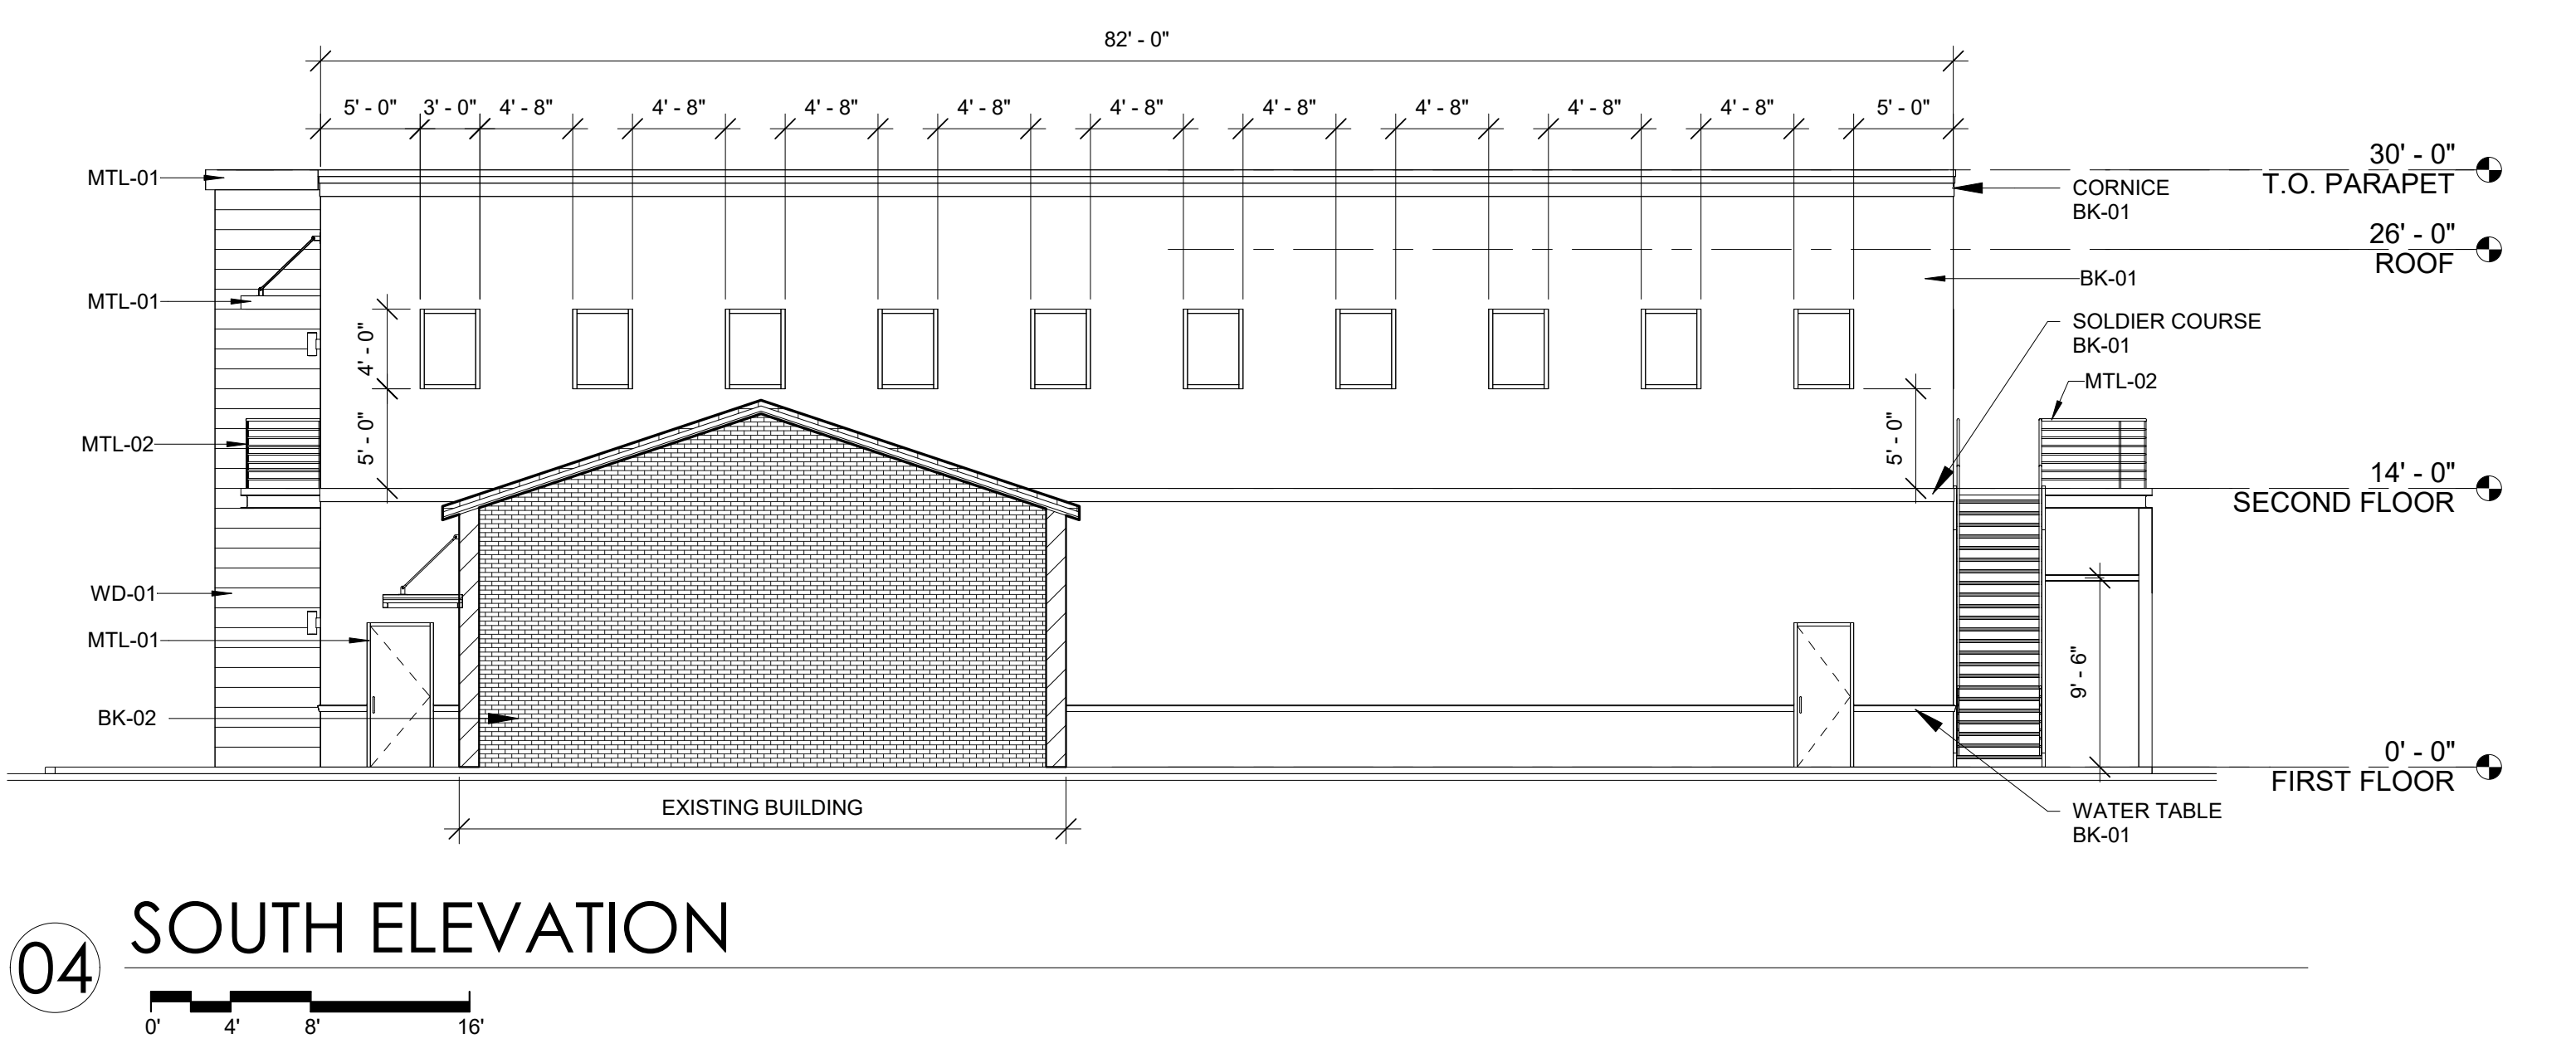 82' - 0"
5' - 0" 3' - 0" 4' - 8" 4' - 8" 4' - 8" 4' - 8" 4' - 8" 4' - 8" 4' - 8" 4' - 8" 4' - 8" 5' - 0"
30' - 0"
T.O. PARAPET
MTL-01
CORNICE
BK-01
26' - 0"
ROOF
BK-01
MTL-01
SOLDIER COURSE
BK-01
4' - 0"
MTL-02
5' - 0"
5' - 0"
MTL-02
14' - 0"
SECOND FLOOR
WD-01
MTL-01
9' - 6"
BK-02
0' - 0"
FIRST FLOOR
EXISTING BUILDING
WATER TABLE
BK-01
04
SOUTH ELEVATION
0' 4' 8' 16'